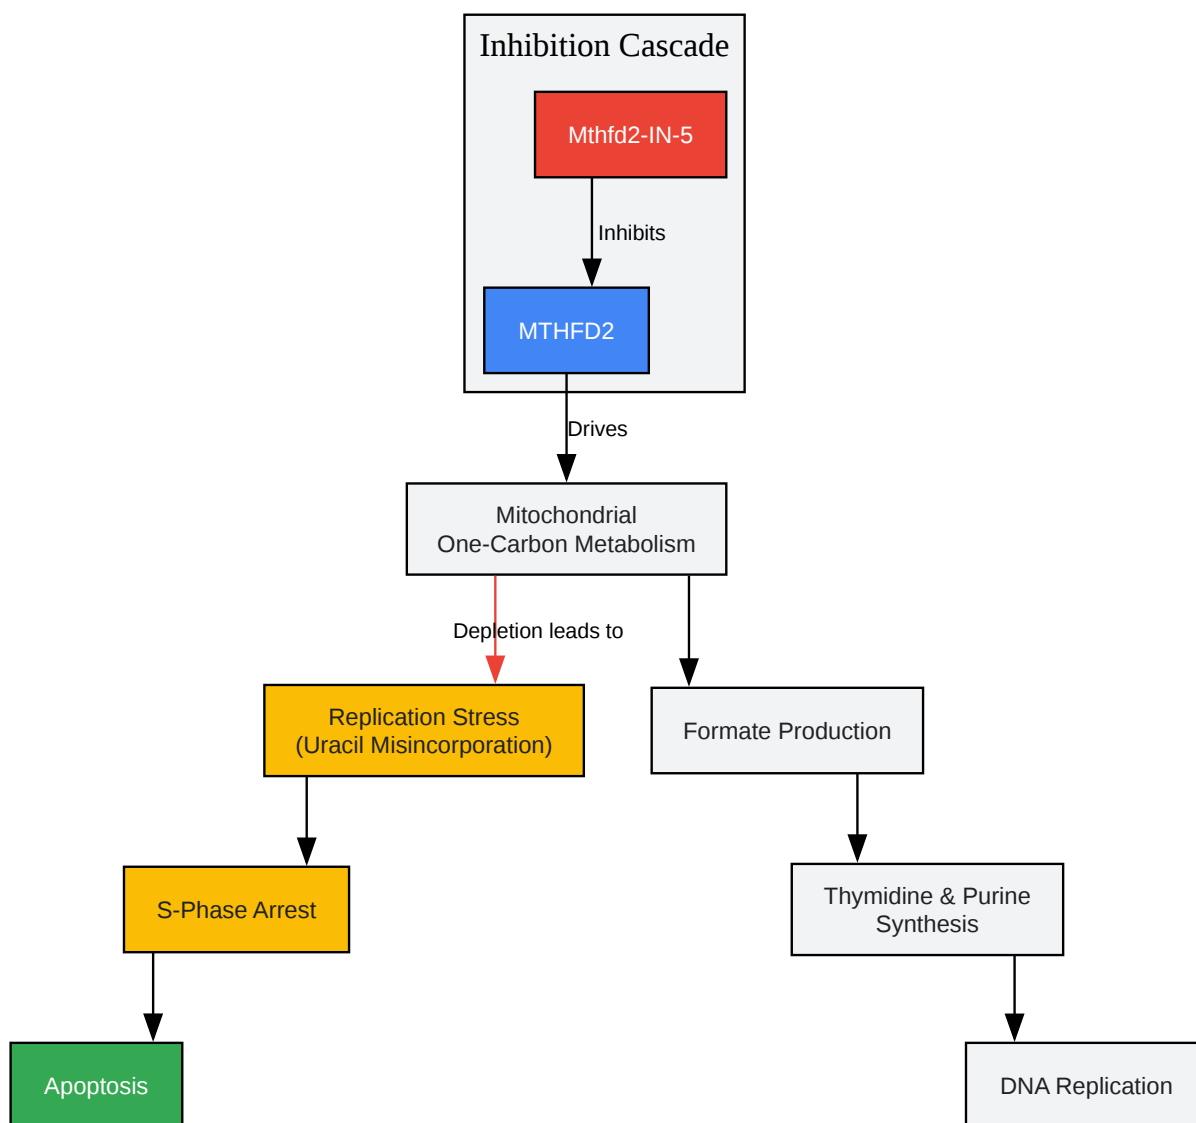 Inhibition Cascade
Mthfd2-IN-5
Inhibits
MTHFD2
Drives
Mitochondrial
One-Carbon Metabolism
Depletion leads to
Replication Stress
(Uracil Misincorporation)
Formate Production
S-Phase Arrest
Thymidine & Purine
Synthesis
Apoptosis
DNA Replication